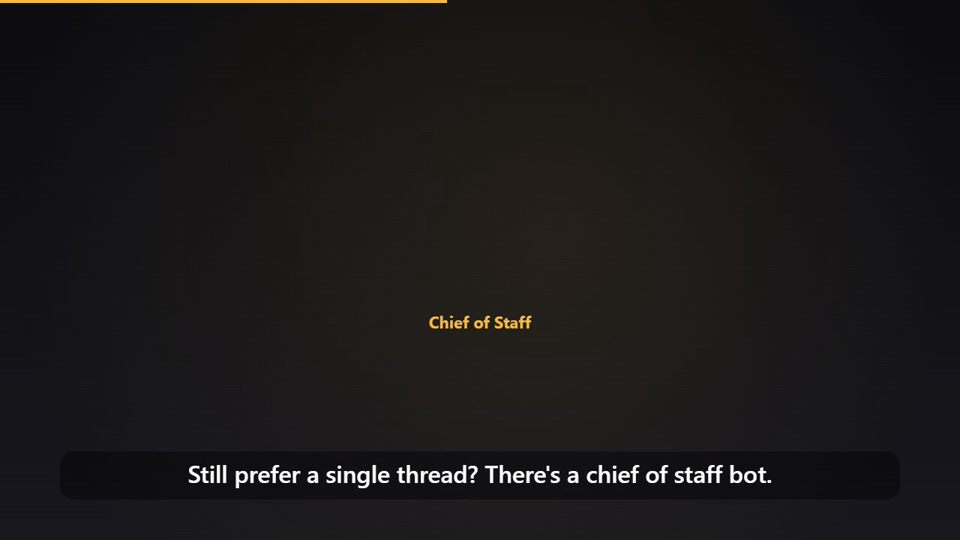 Chief of Staff
Still prefer a single thread? There's a chief of staff bot.